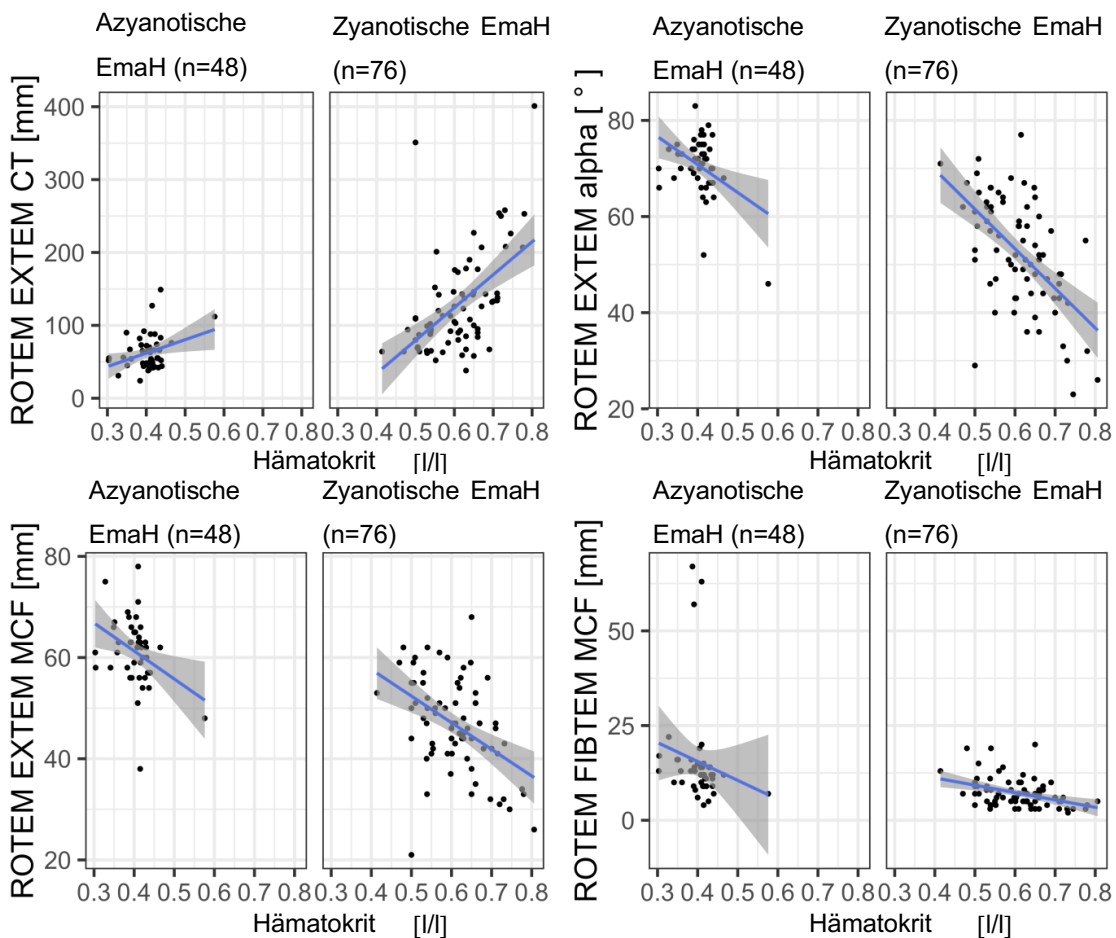 Azyanotische Zyanotische EmaH
EmaH (n=48) (n=76)
ROTEM EXTEM CT [mm]
400
300
200
100
0
0.3 0.4 0.5 0.6 0.7 0.8 0.3 0.4 0.5 0.6 0.7 0.8
Hämatokrit [l/l]
Azyanotische Zyanotische EmaH
EmaH (n=48) (n=76)
ROTEM EXTEM alpha [ ° ]
80
60
40
20
0.3 0.4 0.5 0.6 0.7 0.8 0.3 0.4 0.5 0.6 0.7 0.8
Hämatokrit [l/l]
Azyanotische Zyanotische EmaH
EmaH (n=48) (n=76)
ROTEM EXTEM MCF [mm]
80
60
40
20
0.3 0.4 0.5 0.6 0.7 0.8 0.3 0.4 0.5 0.6 0.7 0.8
Hämatokrit [l/l]
Azyanotische Zyanotische EmaH
EmaH (n=48) (n=76)
ROTEM FIBTEM MCF [mm]
50
25
0
0.3 0.4 0.5 0.6 0.7 0.8 0.3 0.4 0.5 0.6 0.7 0.8
Hämatokrit [l/l]